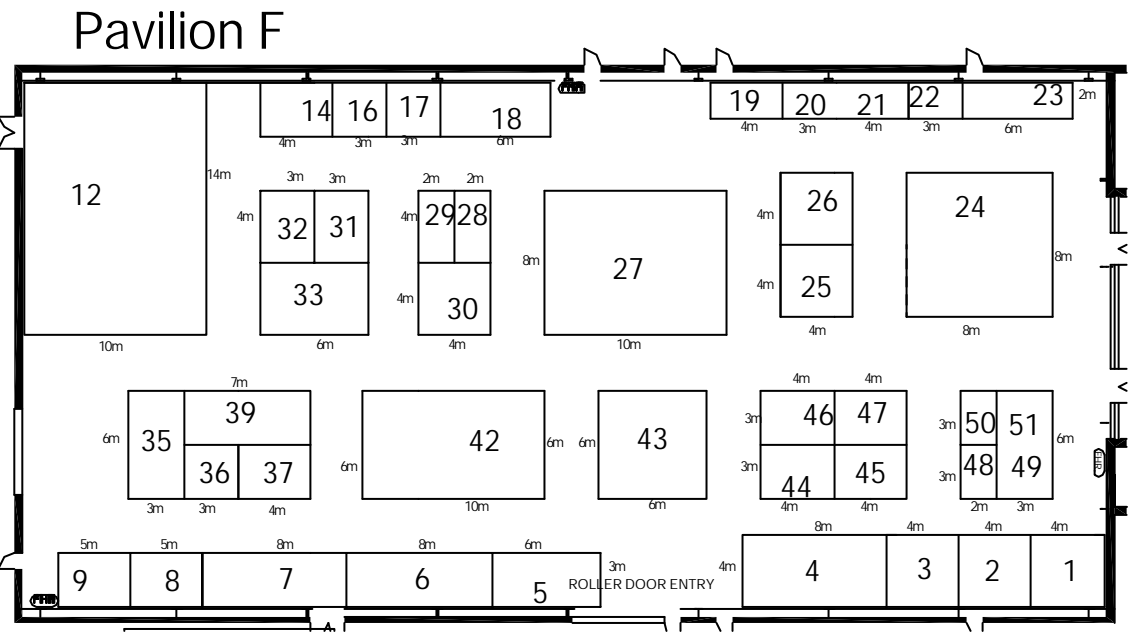 Pavilion F
14 16 17 18 19 20 21 22 23
2m
4m 3m 3m 6m 4m 3m 4m 3m 6m
12 14m
3m 3m 2m 2m
4m 32 31 4m 29 28 4m 26 24
8m 27 8m
33 4m 30 4m 25
10m 6m 4m 10m 4m 8m
7m 4m 4m
39 3m 46 47 3m 50 51
6m 35 42 6m 6m 43 6m
36 37 6m 3m 44 45 3m 48 49
3m 3m 4m 10m 6m 4m 4m 2m 3m
FHR
5m 5m 8m 8m 6m 8m 4m 4m 4m
9 8 7 6 5 3m 4m 4 3 2 1
ROLLER DOOR ENTRY
FHR